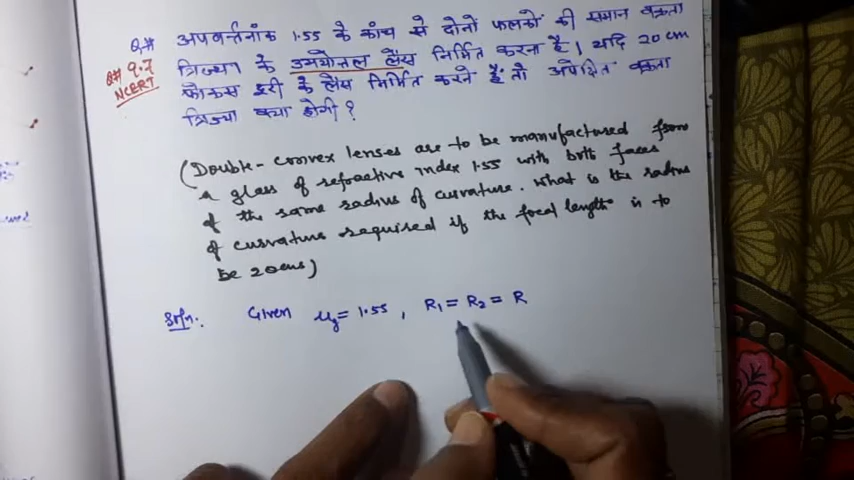 Q# अपवर्त्तनांक 1.55 के कांच से दोनों फलकों की समान वक्रता
Q# 9.7 त्रिज्या के उभयोत्तल लेंस निर्मित करना है। यदि 20 cm
NCERT फोकस दूरी के लेंस निर्मित करने हैं तो अपेक्षित वक्रता
त्रिज्या क्या होगी?
(Double-convex lenses are to be manufactured from
a glass of refractive index 1.55 with both faces
of the same radius of curvature. What is the radius
of curvature required if the focal length is to
be 20cms)
Soln. Given μg = 1.55, R1 = R2 = R